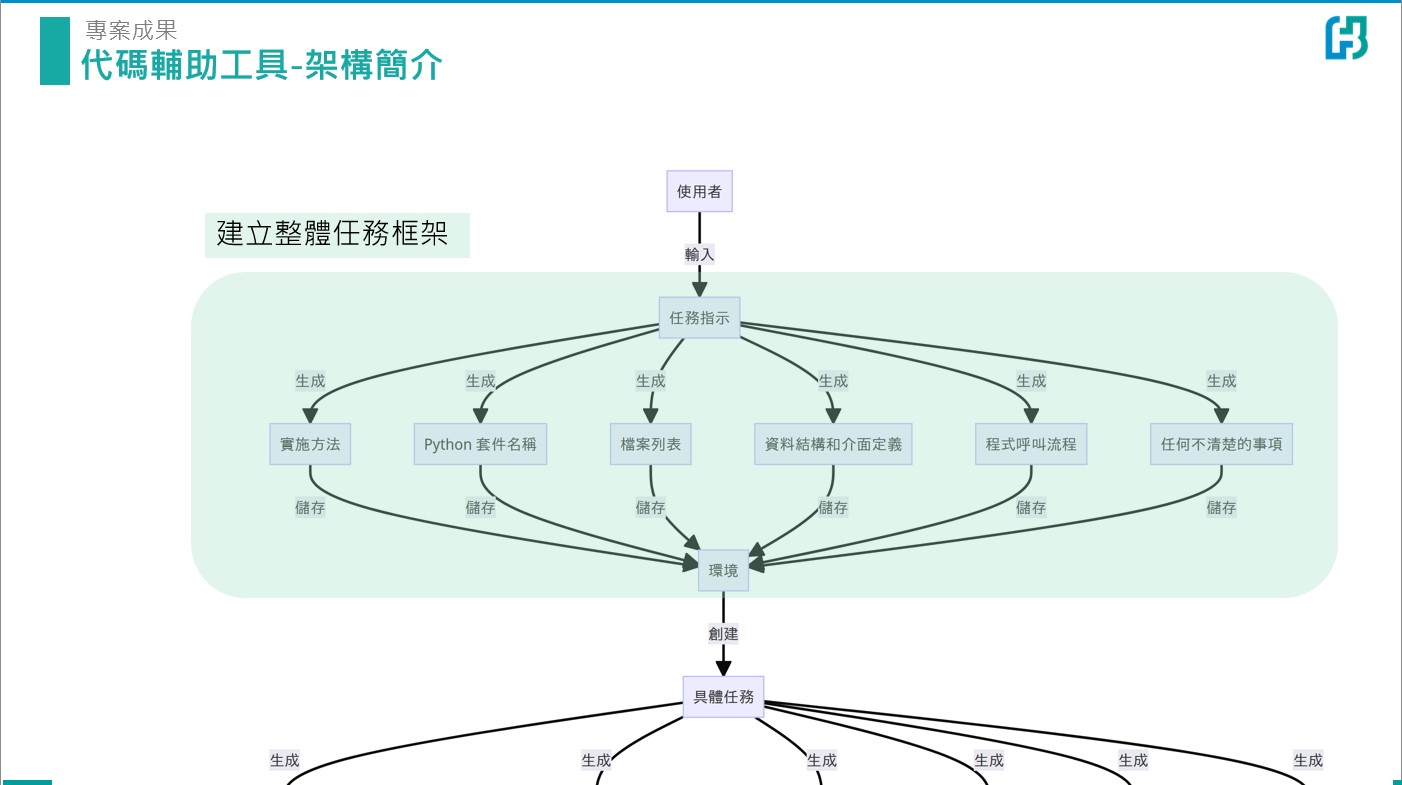 專案成果
代碼輔助工具-架構簡介
使用者
建立整體任務框架
輸入
任務指示
生成 生成 生成 生成 生成 生成
實施方法 Python 套件名稱 檔案列表 資料結構和介面定義 程式呼叫流程 任何不清楚的事項
儲存 儲存 儲存 儲存 儲存 儲存
環境
創建
具體任務
生成 生成 生成 生成 生成 生成